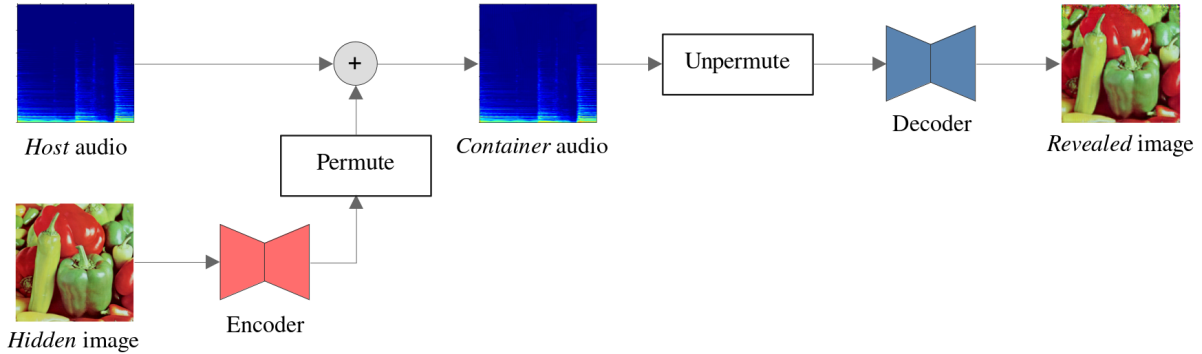 +
Unpermute
Host audio
Container audio
Decoder
Revealed image
Permute
Encoder
Hidden image